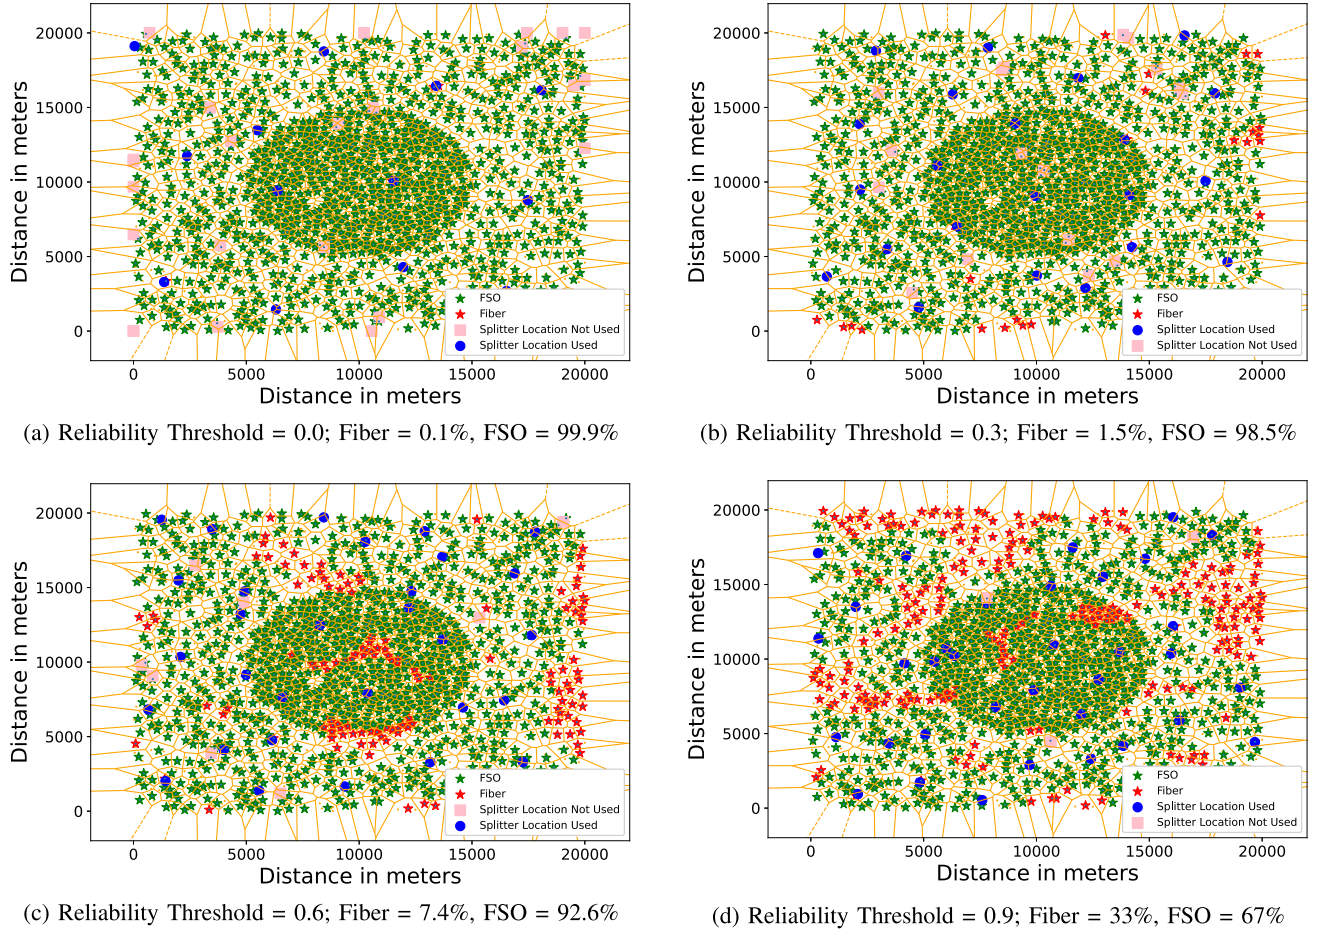 20000
15000
10000
5000
0
Distance in meters
0
5000
10000
15000
20000
Distance in meters
FSO
Fiber
Splitter Location Not Used
Splitter Location Used
(a) Reliability Threshold = 0.0; Fiber = 0.1%, FSO = 99.9%
20000
15000
10000
5000
0
Distance in meters
0
5000
10000
15000
20000
Distance in meters
FSO
Fiber
Splitter Location Used
Splitter Location Not Used
(b) Reliability Threshold = 0.3; Fiber = 1.5%, FSO = 98.5%
20000
15000
10000
5000
0
Distance in meters
0
5000
10000
15000
20000
Distance in meters
FSO
Fiber
Splitter Location Not Used
Splitter Location Used
(c) Reliability Threshold = 0.6; Fiber = 7.4%, FSO = 92.6%
20000
15000
10000
5000
0
Distance in meters
0
5000
10000
15000
20000
Distance in meters
FSO
Fiber
Splitter Location Used
Splitter Location Not Used
(d) Reliability Threshold = 0.9; Fiber = 33%, FSO = 67%